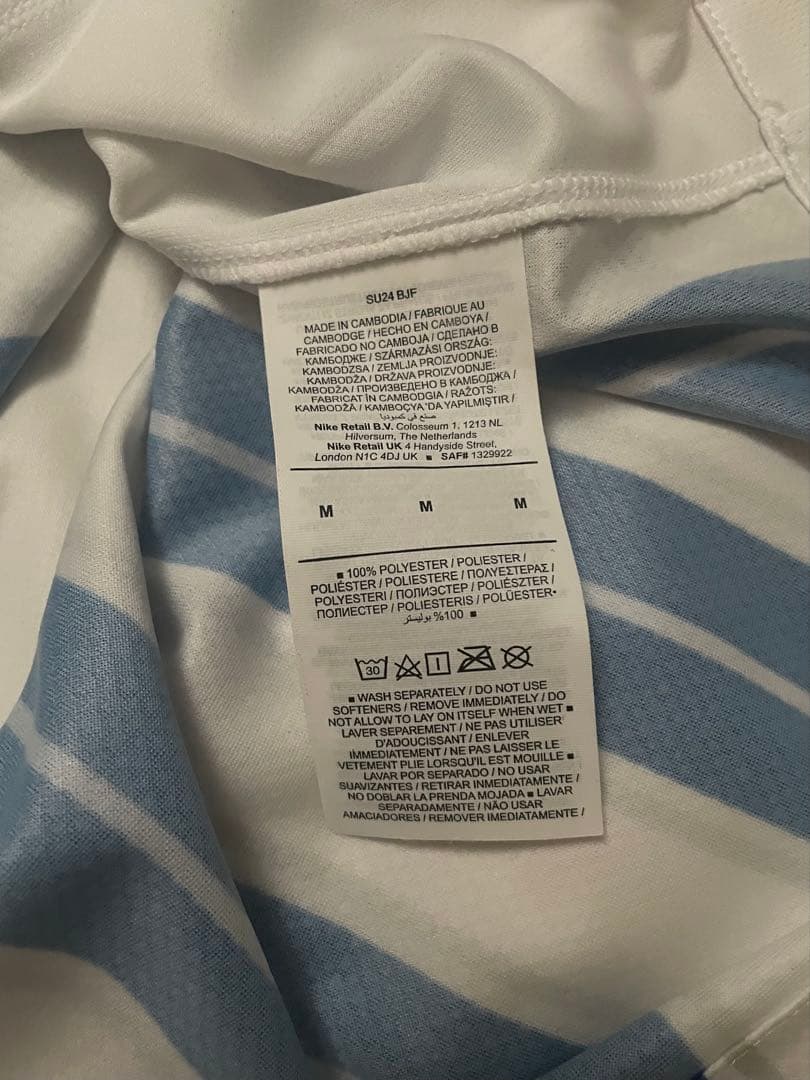 SU24 BJF
MADE IN CAMBODIA / FABRIQUE AU
CAMBODGE / HECHO EN CAMBOYA /
FABRICADO NO CAMBOJA / СДЕЛАНО В
КАМБОДЖЕ / SZÁRMAZÁSI ORSZÁG:
KAMBODZSA / ZEMLJA PROIZVODNJE:
KAMBODŽA / DRŽAVA PROIZVODNJE:
KAMBODŽA / ПРОИЗВЕДЕНО В КАМБОДЖА /
FABRICAT ÎN CAMBODGIA / RAŽOTS:
KAMBODŽA / KAMBOÇYA'DA YAPILMIŞTIR /
صنع في كمبوديا
Nike Retail B.V. Colosseum 1, 1213 NL
Hilversum, The Netherlands
Nike Retail UK 4 Handyside Street,
London N1C 4DJ UK ■ SAF# 1329922
M M M
■ 100% POLYESTER / POLIESTER /
POLIÉSTER / POLIESTERE / ΠΟΛΥΕΣΤΕΡΑΣ /
POLYESTERI / ПОЛИЭСТЕР / POLIÉSZTER /
ПОЛИЕСТЕР / POLIESTERIS / POLÜESTER•
100% بوليستر ■
30
■ WASH SEPARATELY / DO NOT USE
SOFTENERS / REMOVE IMMEDIATELY / DO
NOT ALLOW TO LAY ON ITSELF WHEN WET ■
LAVER SEPAREMENT / NE PAS UTILISER
D'ADOUCISSANT / ENLEVER
IMMEDIATEMENT / NE PAS LAISSER LE
VETEMENT PLIE LORSQU'IL EST MOUILLE ■
LAVAR POR SEPARADO / NO USAR
SUAVIZANTES / RETIRAR INMEDIATAMENTE /
NO DOBLAR LA PRENDA MOJADA ■ LAVAR
SEPARADAMENTE / NÃO USAR
AMACIADORES / REMOVER IMEDIATAMENTE /